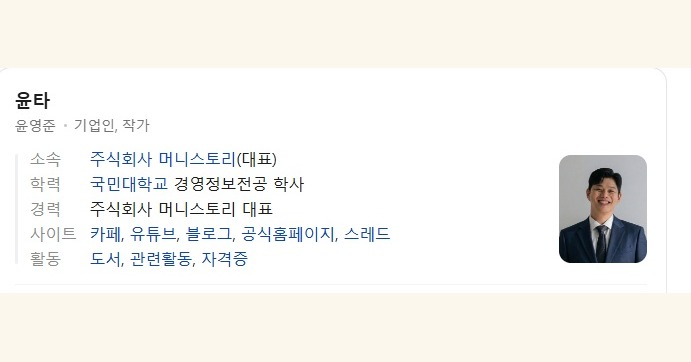 윤타
윤영준 · 기업인, 작가
소속 주식회사 머니스토리(대표)
학력 국민대학교 경영정보전공 학사
경력 주식회사 머니스토리 대표
사이트 카페, 유튜브, 블로그, 공식홈페이지, 스레드
활동 도서, 관련활동, 자격증